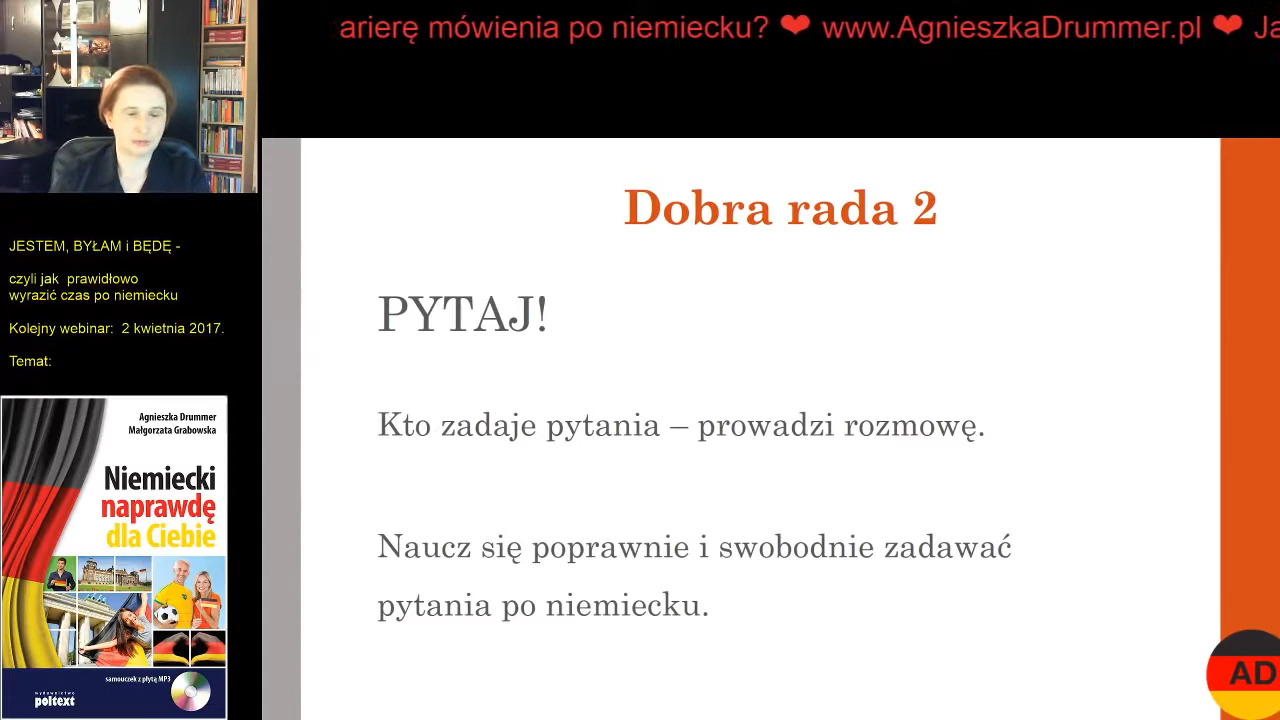 arierę mówienia po niemiecku? ❤ www.AgnieszkaDrummer.pl ❤ Ja
JESTEM, BYŁAM i BĘDĘ -
czyli jak prawidłowo
wyrazić czas po niemiecku
Kolejny webinar: 2 kwietnia 2017.
Temat:
Agnieszka Drummer
Małgorzata Grabowska
Niemiecki
naprawdę
dla Ciebie
samouczek z płytą MP3
wydawnictwo
poltext
Dobra rada 2
PYTAJ!
Kto zadaje pytania – prowadzi rozmowę.
Naucz się poprawnie i swobodnie zadawać
pytania po niemiecku.
AD